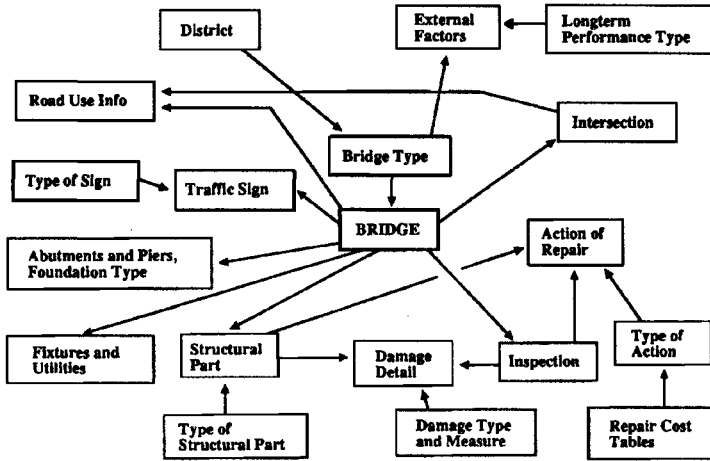 District
External
Factors
Longterm
Performance Type
Road Use Info
Intersection
Bridge Type
Type of Sign
Traffic Sign
BRIDGE
Action of
Repair
Abutments and Piers,
Foundation Type
Fixtures and
Utilities
Structural
Part
Damage
Detail
Inspection
Type of
Action
Type of
Structural Part
Damage Type
and Measure
Repair Cost
Tables